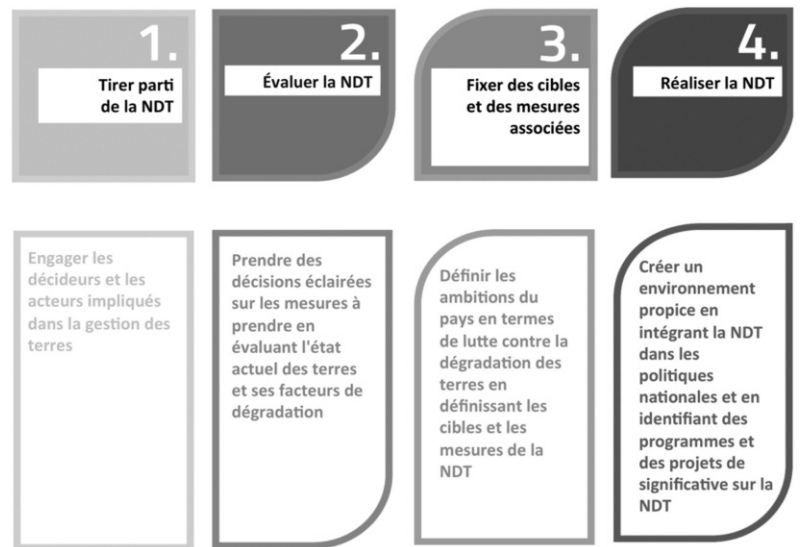 1.
Tirer parti
de la NDT
2.
Évaluer la NDT
3.
Fixer des cibles
et des mesures
associées
4.
Réaliser la NDT
Engager les
décideurs et les
acteurs impliqués
dans la gestion des
terres
Prendre des
décisions éclairées
sur les mesures à
prendre en
évaluant l'état
actuel des terres
et ses facteurs de
dégradation
Définir les
ambitions du
pays en termes
de lutte contre la
dégradation des
terres en
définissant les
cibles et les
mesures de la
NDT
Créer un
environnement
propice en
intégrant la NDT
dans les
politiques
nationales et en
identifiant des
programmes et
des projets de
significative sur la
NDT